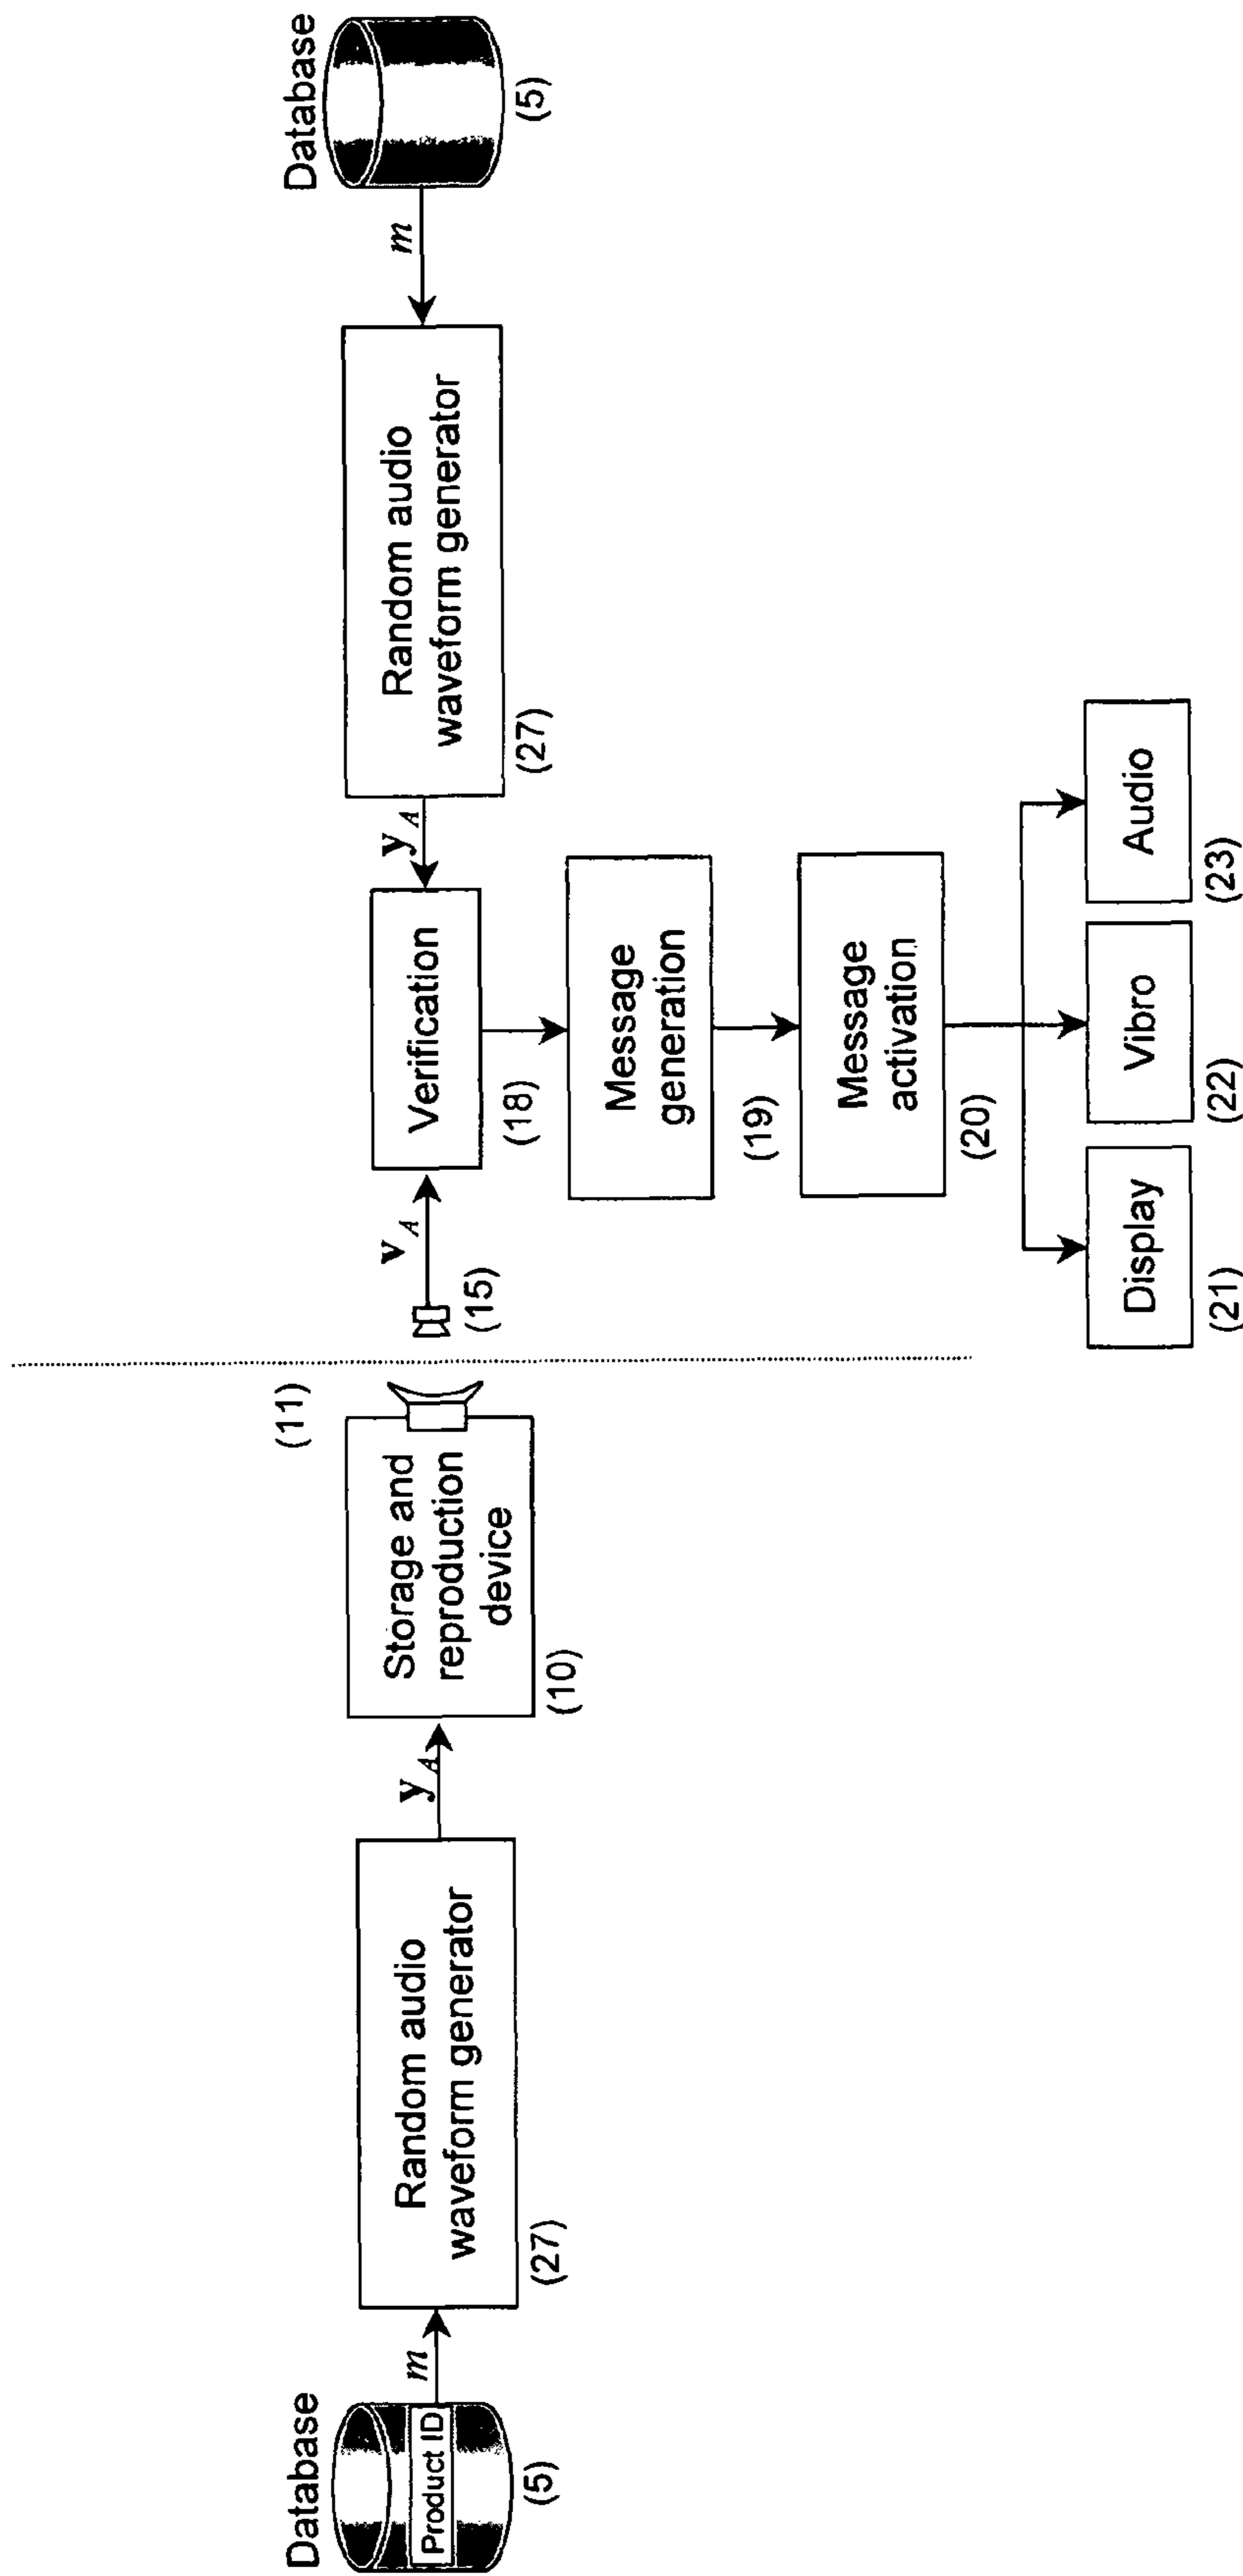 Database
Product ID
(5)
m
Random audio
waveform generator
(27)
y_A
Storage and
reproduction
device
(10)
(11)
(15)
v_A
Verification
(18)
y_A
Random audio
waveform generator
(27)
m
Database
(5)
Message
generation
(19)
Message
activation
(20)
Display
(21)
Vibro
(22)
Audio
(23)